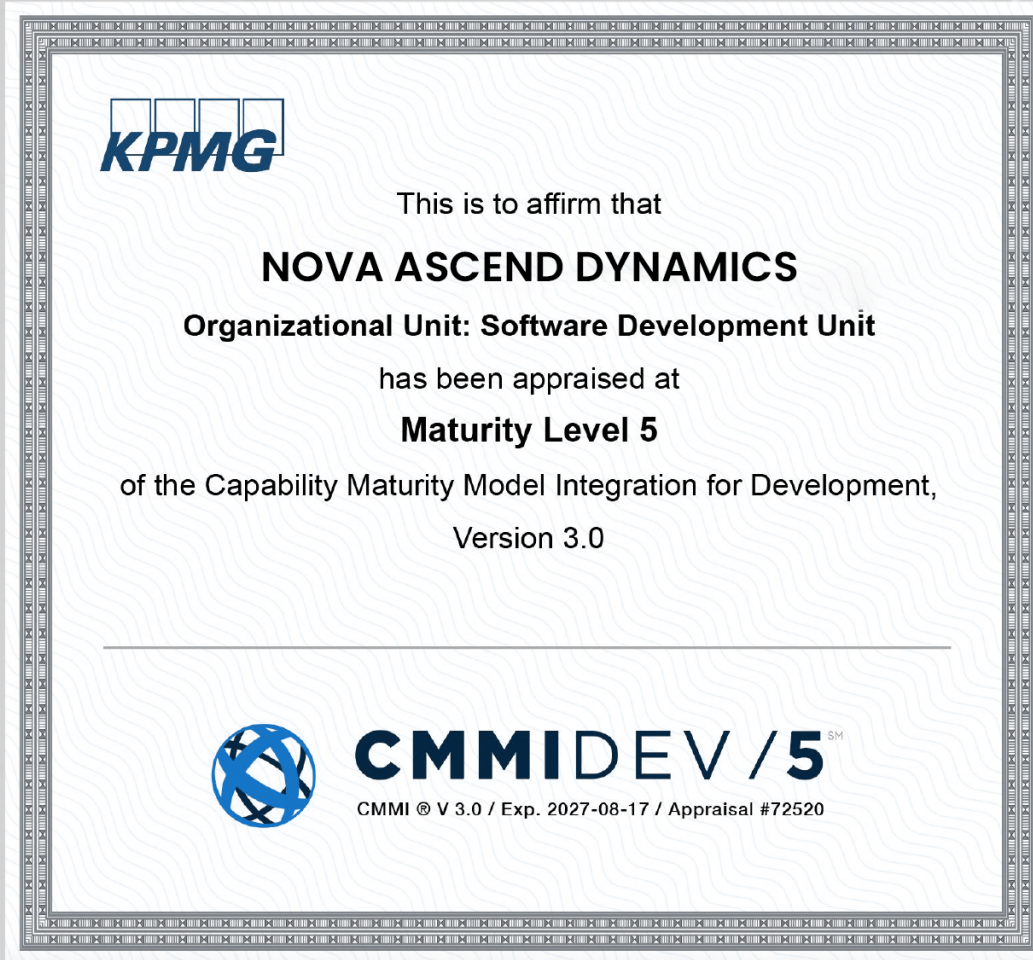 KPMG
This is to affirm that
NOVA ASCEND DYNAMICS
Organizational Unit: Software Development Unit
has been appraised at
Maturity Level 5
of the Capability Maturity Model Integration for Development,
Version 3.0
CMMIDEV/5℠
CMMI ® V 3.0 / Exp. 2027-08-17 / Appraisal #72520